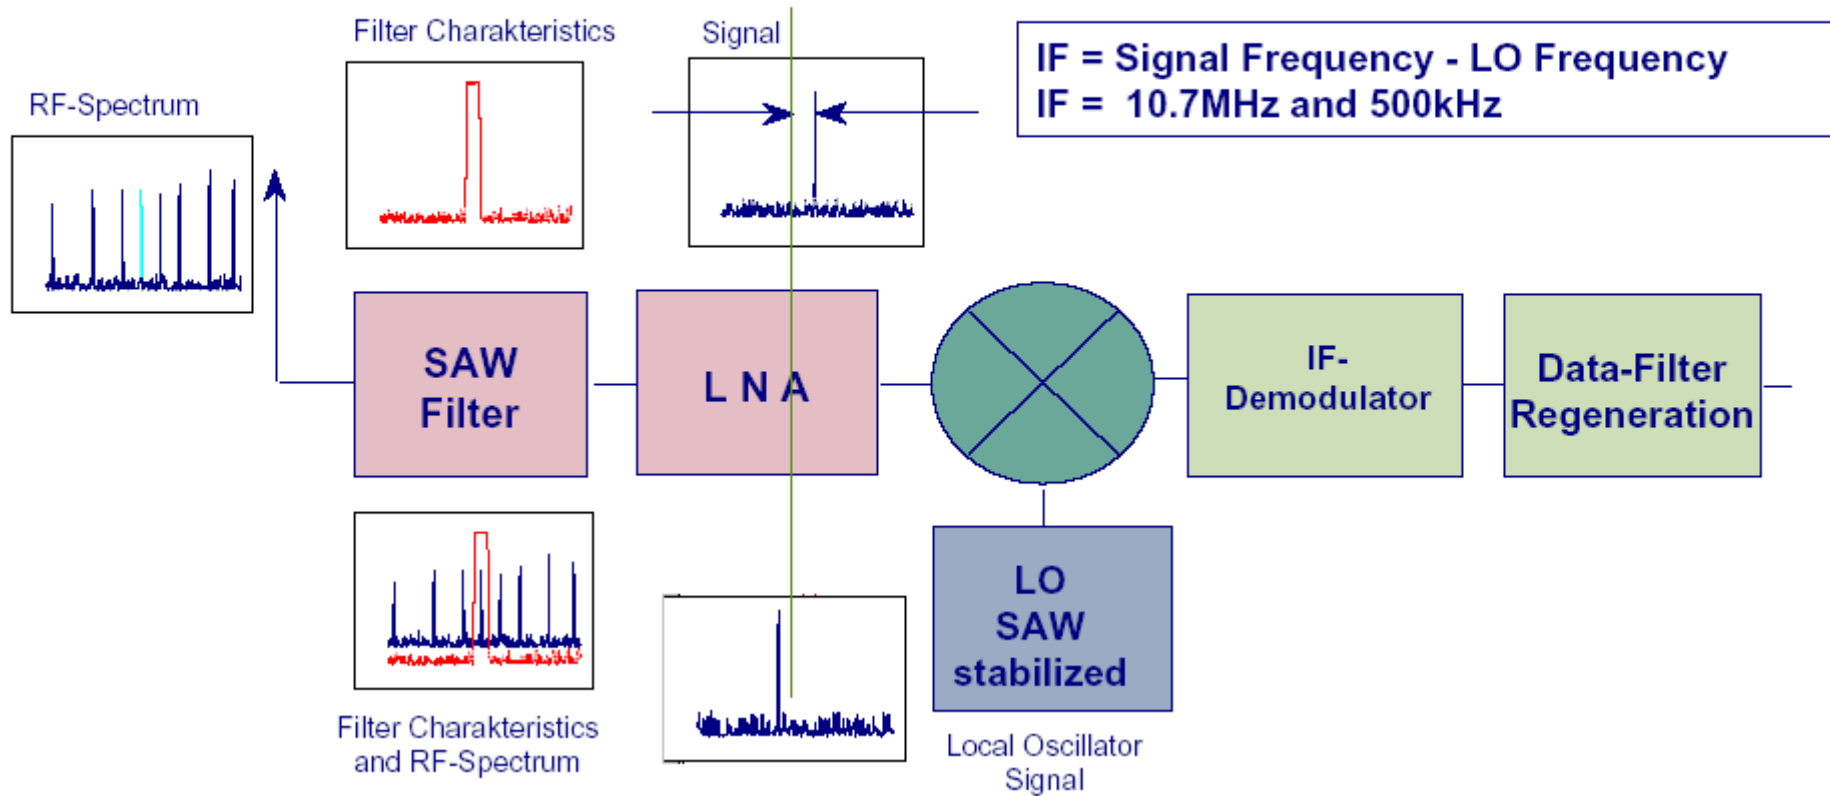 Filter Charakteristics
Signal
IF = Signal Frequency - LO Frequency
IF = 10.7MHz and 500kHz
RF-Spectrum
SAW
Filter
L N A
IF-
Demodulator
Data-Filter
Regeneration
LO
SAW
stabilized
Filter Charakteristics
and RF-Spectrum
Local Oscillator
Signal